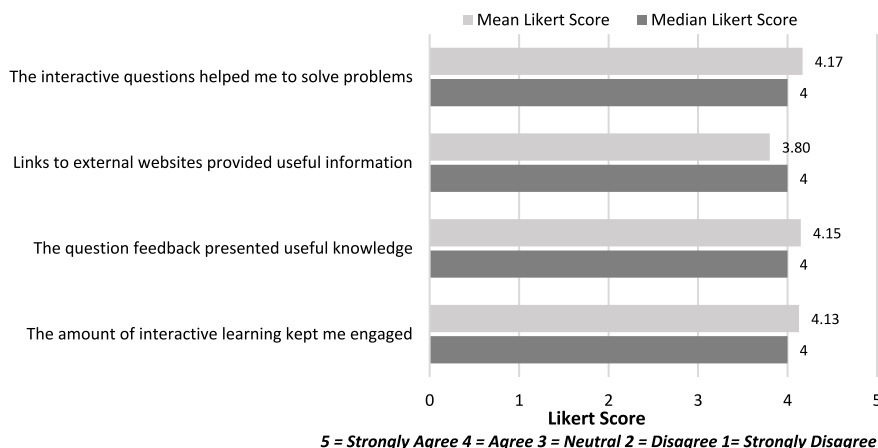 Mean Likert Score Median Likert Score
The interactive questions helped me to solve problems
4.17
4
Links to external websites provided useful information
3.80
4
The question feedback presented useful knowledge
4.15
4
The amount of interactive learning kept me engaged
4.13
4
0 1 2 3 4 5
Likert Score
5 = Strongly Agree 4 = Agree 3 = Neutral 2 = Disagree 1= Strongly Disagree